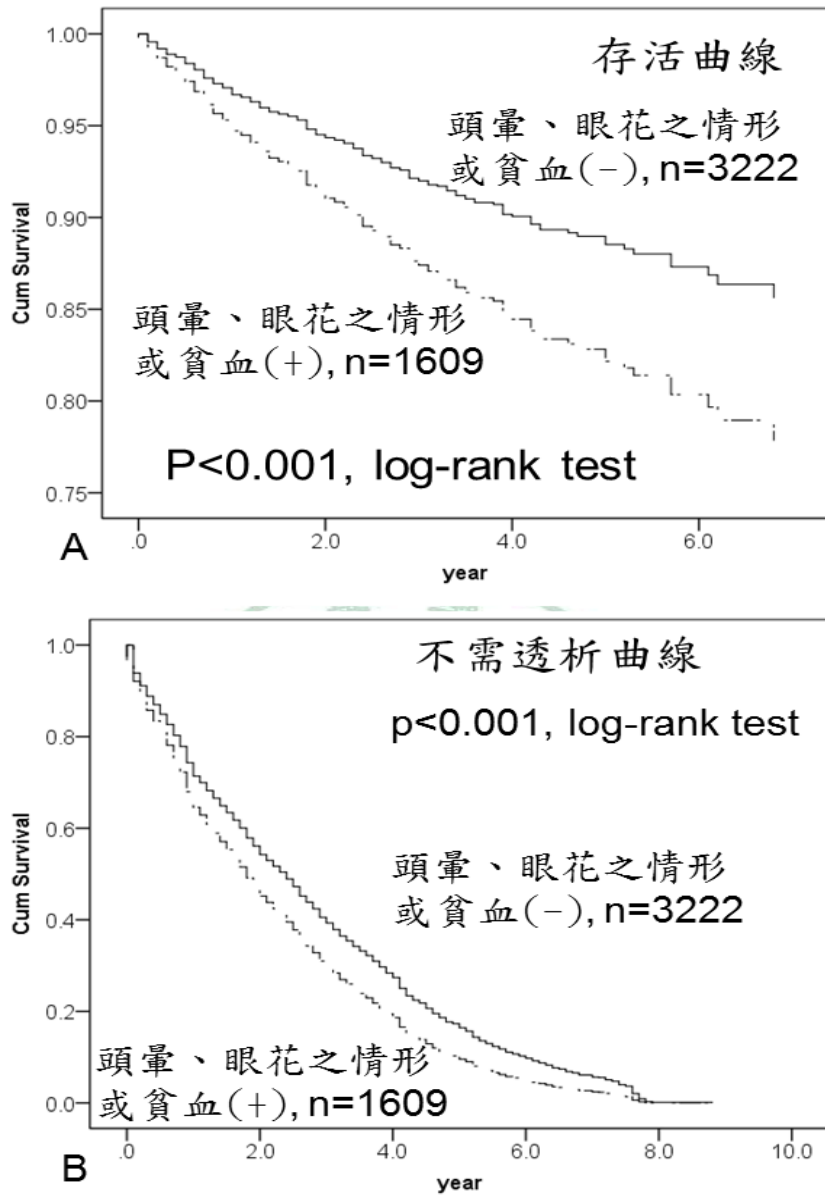 存活曲線
頭暈、眼花之情形
或貧血(-), n=3222
頭暈、眼花之情形
或貧血(+), n=1609
P<0.001, log-rank test
Cum Survival
1.00
0.95
0.90
0.85
0.80
0.75
.0
2.0
4.0
6.0
year
A
不需透析曲線
p<0.001, log-rank test
頭暈、眼花之情形
或貧血(-), n=3222
頭暈、眼花之情形
或貧血(+), n=1609
Cum Survival
1.0
0.8
0.6
0.4
0.2
0.0
.0
2.0
4.0
6.0
8.0
10.0
year
B